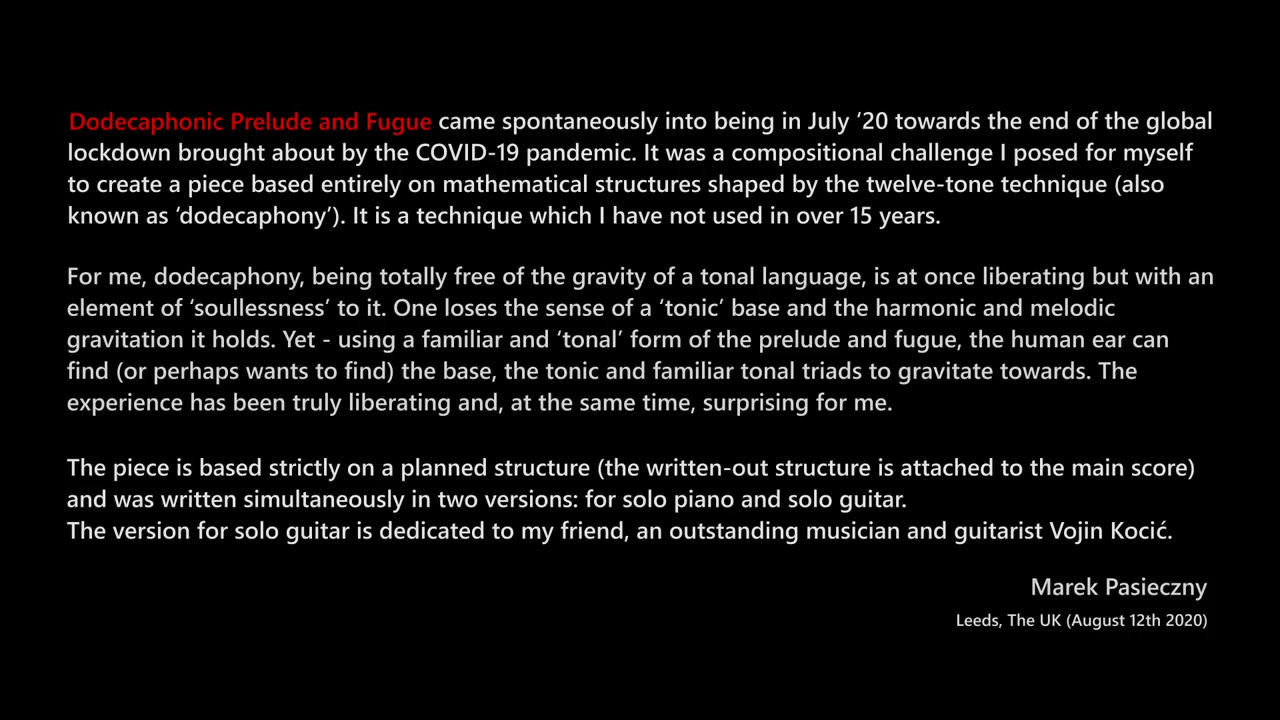 Dodecaphonic Prelude and Fugue came spontaneously into being in July ‘20 towards the end of the global
lockdown brought about by the COVID-19 pandemic. It was a compositional challenge I posed for myself
to create a piece based entirely on mathematical structures shaped by the twelve-tone technique (also
known as ‘dodecaphony’). It is a technique which I have not used in over 15 years.
For me, dodecaphony, being totally free of the gravity of a tonal language, is at once liberating but with an
element of ‘soullessness’ to it. One loses the sense of a ‘tonic’ base and the harmonic and melodic
gravitation it holds. Yet - using a familiar and ‘tonal’ form of the prelude and fugue, the human ear can
find (or perhaps wants to find) the base, the tonic and familiar tonal triads to gravitate towards. The
experience has been truly liberating and, at the same time, surprising for me.
The piece is based strictly on a planned structure (the written-out structure is attached to the main score)
and was written simultaneously in two versions: for solo piano and solo guitar.
The version for solo guitar is dedicated to my friend, an outstanding musician and guitarist Vojin Kocić.
Marek Pasieczny
Leeds, The UK (August 12th 2020)